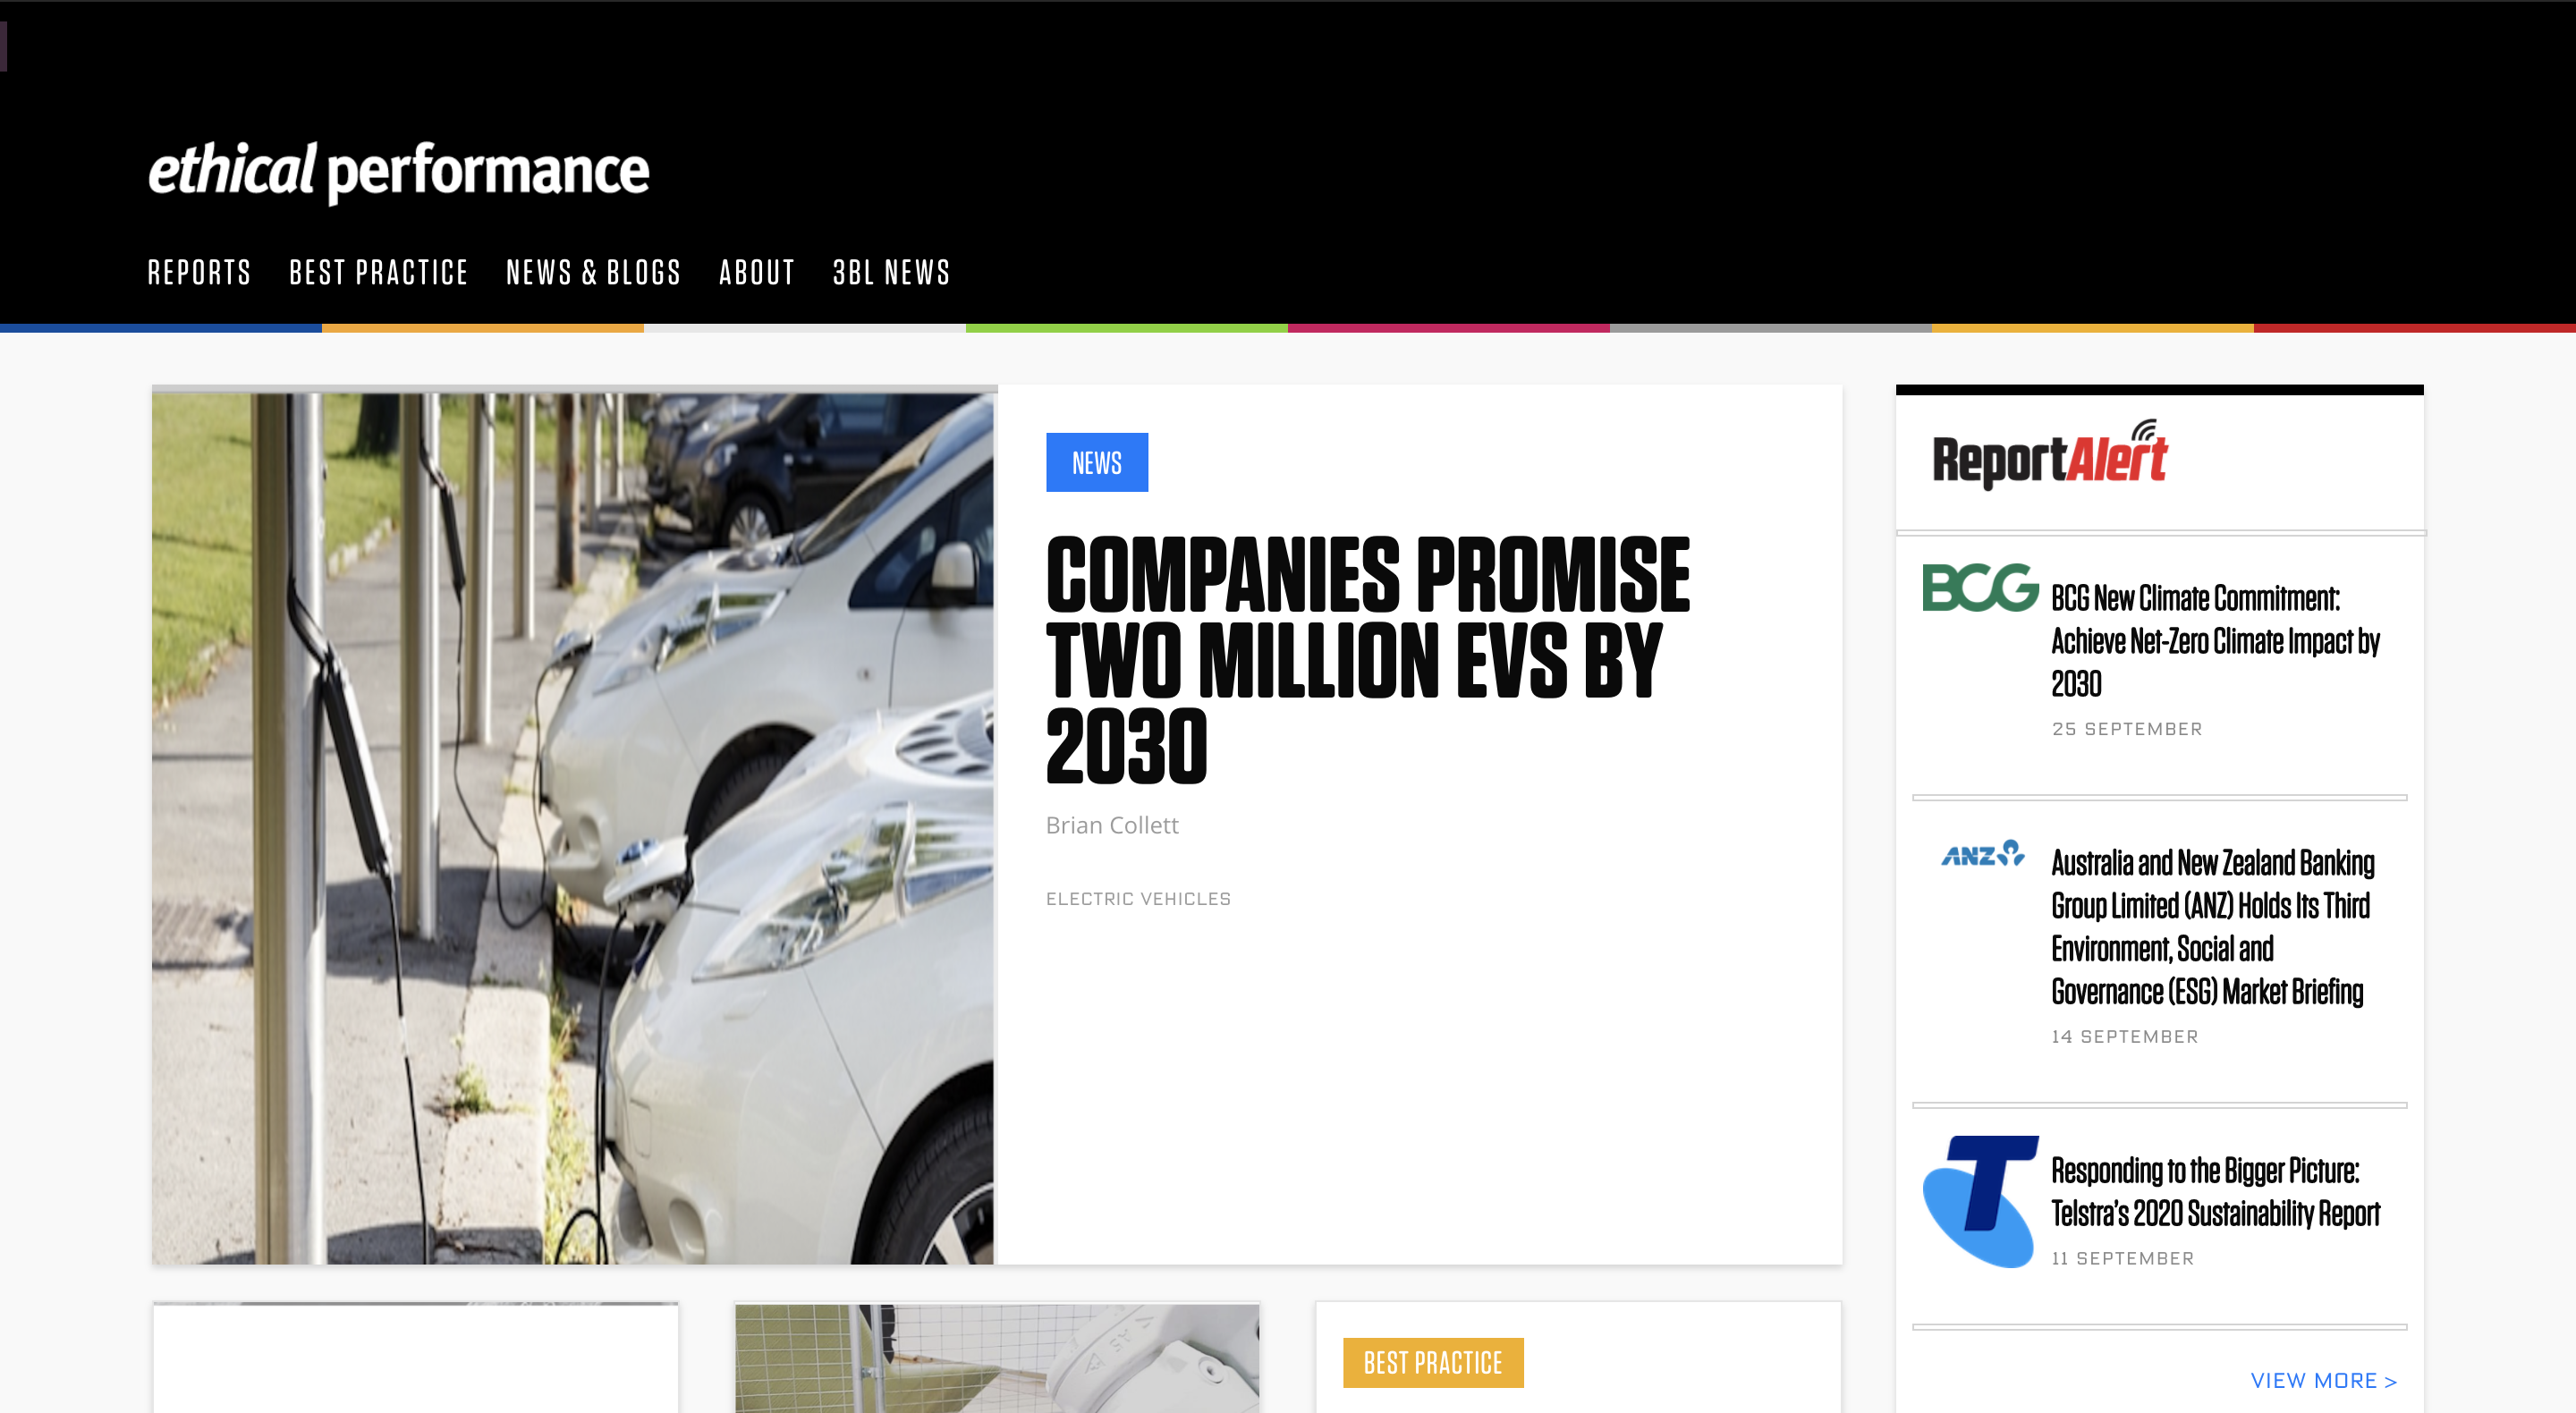 ethical performance
REPORTS BEST PRACTICE NEWS & BLOGS ABOUT 3BL NEWS
NEWS
COMPANIES PROMISE
TWO MILLION EVS BY
2030
Brian Collett
ELECTRIC VEHICLES
BEST PRACTICE
ReportAlert
BCG
BCG New Climate Commitment:
Achieve Net-Zero Climate Impact by
2030
25 SEPTEMBER
ANZ
Australia and New Zealand Banking
Group Limited (ANZ) Holds Its Third
Environment, Social and
Governance (ESG) Market Briefing
14 SEPTEMBER
T
Responding to the Bigger Picture:
Telstra's 2020 Sustainability Report
11 SEPTEMBER
VIEW MORE >